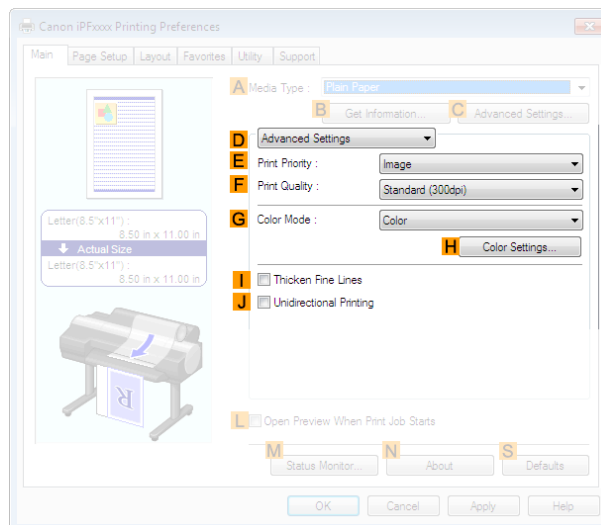 Canon iPFxxxx Printing Preferences
Main Page Setup Layout Favorites Utility Support
A Media Type : Plain Paper
B Get Information... C Advanced Settings...
D Advanced Settings
E Print Priority : Image
F Print Quality : Standard (300dpi)
G Color Mode : Color
H Color Settings...
I Thicken Fine Lines
J Unidirectional Printing
Letter(8.5"x11") :
8.50 in x 11.00 in
Actual Size
Letter(8.5"x11") :
8.50 in x 11.00 in
R
L Open Preview When Print Job Starts
M Status Monitor... N About S Defaults
OK Cancel Apply Help